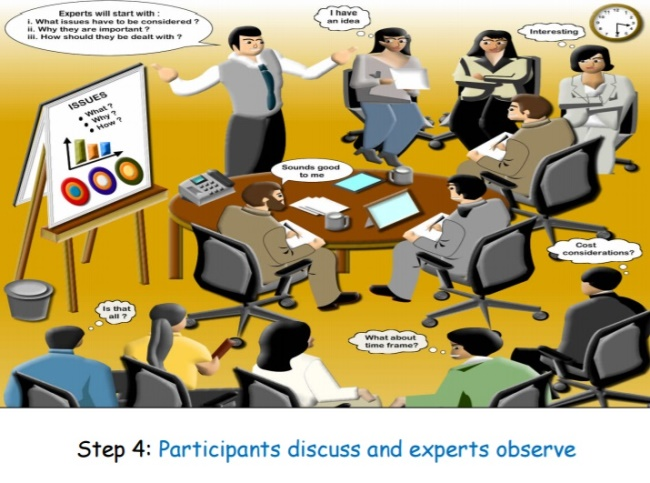 Experts will start with :
i. What issues have to be considered ?
ii. Why they are important ?
iii. How should they be dealt with ?
I have
an idea
Interesting
ISSUES
• What ?
• Why ?
• How ?
Sounds good
to me
Cost
considerations?
Is that
all ?
What about
time frame?
Step 4: Participants discuss and experts observe